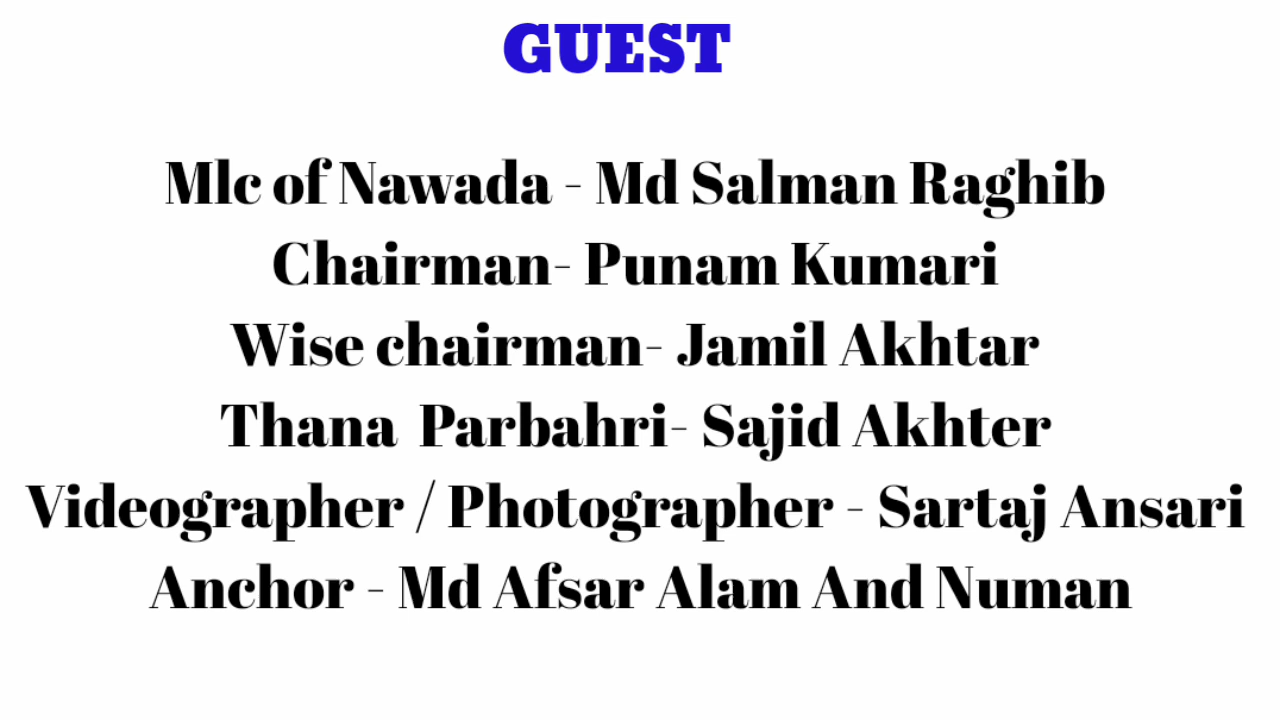 GUEST
Mlc of Nawada - Md Salman Raghib
Chairman- Punam Kumari
Wise chairman- Jamil Akhtar
Thana  Parbahri- Sajid Akhter
Videographer / Photographer - Sartaj Ansari
Anchor - Md Afsar Alam And Numan